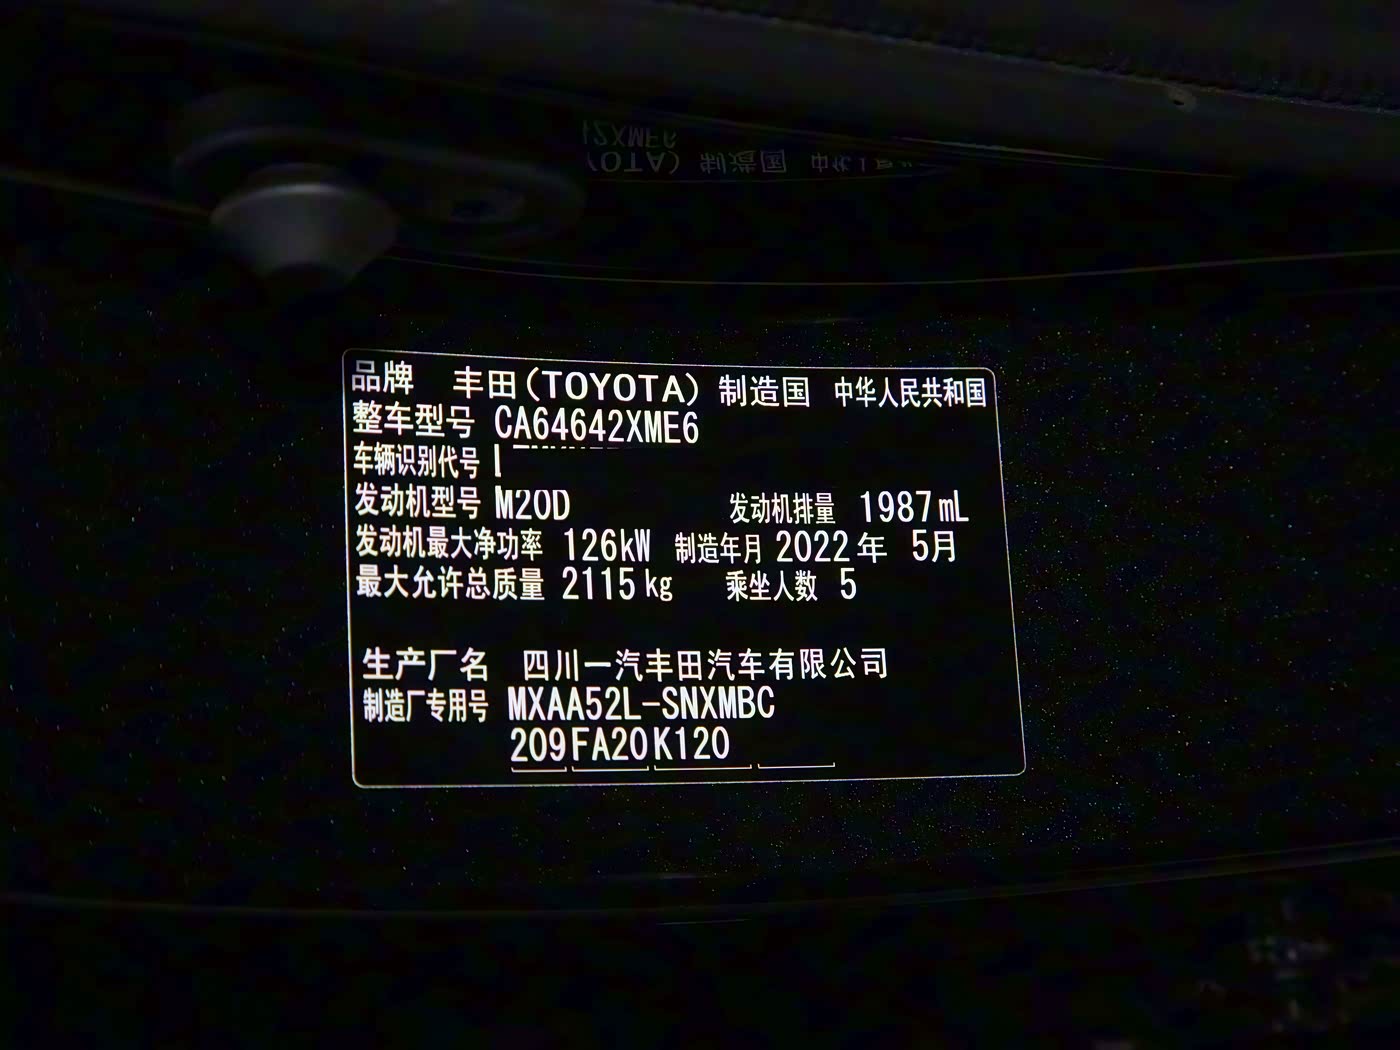 品牌 丰田(TOYOTA) 制造国 中华人民共和国
整车型号 CA64642XME6
车辆识别代号
发动机型号 M20D 发动机排量 1987mL
发动机最大净功率 126kW 制造年月 2022年 5月
最大允许总质量 2115kg 乘坐人数 5
生产厂名 四川一汽丰田汽车有限公司
制造厂专用号 MXAA52L-SNXMBC
209FA20K120